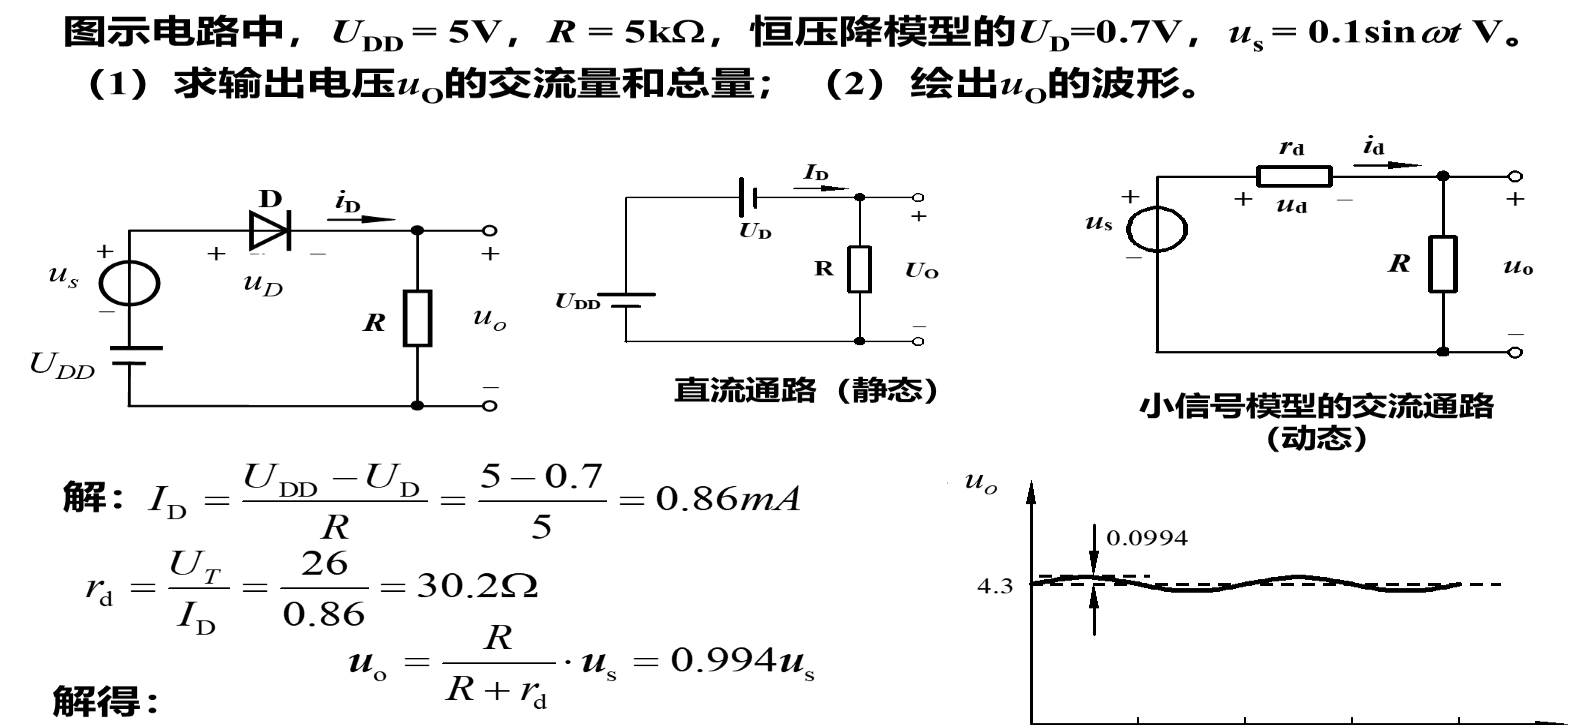 图示电路中，U_DD = 5V，R = 5kΩ，恒压降模型的U_D=0.7V，u_s = 0.1sin ωt V。
（1）求输出电压u_O的交流量和总量；（2）绘出u_O的波形。
D
i_D
+ u_D −
+ u_s −
U_DD
R
+ u_o −
I_D
U_D
U_DD
R
+ U_O −
直流通路（静态）
r_d
i_d
+ u_d −
+ u_s −
R
+ u_o −
小信号模型的交流通路
（动态）
解：I_D = (U_DD − U_D)/R = (5 − 0.7)/5 = 0.86mA
r_d = U_T/I_D = 26/0.86 = 30.2Ω
u_o = R/(R + r_d) · u_s = 0.994u_s
解得：
u_o
0.0994
4.3